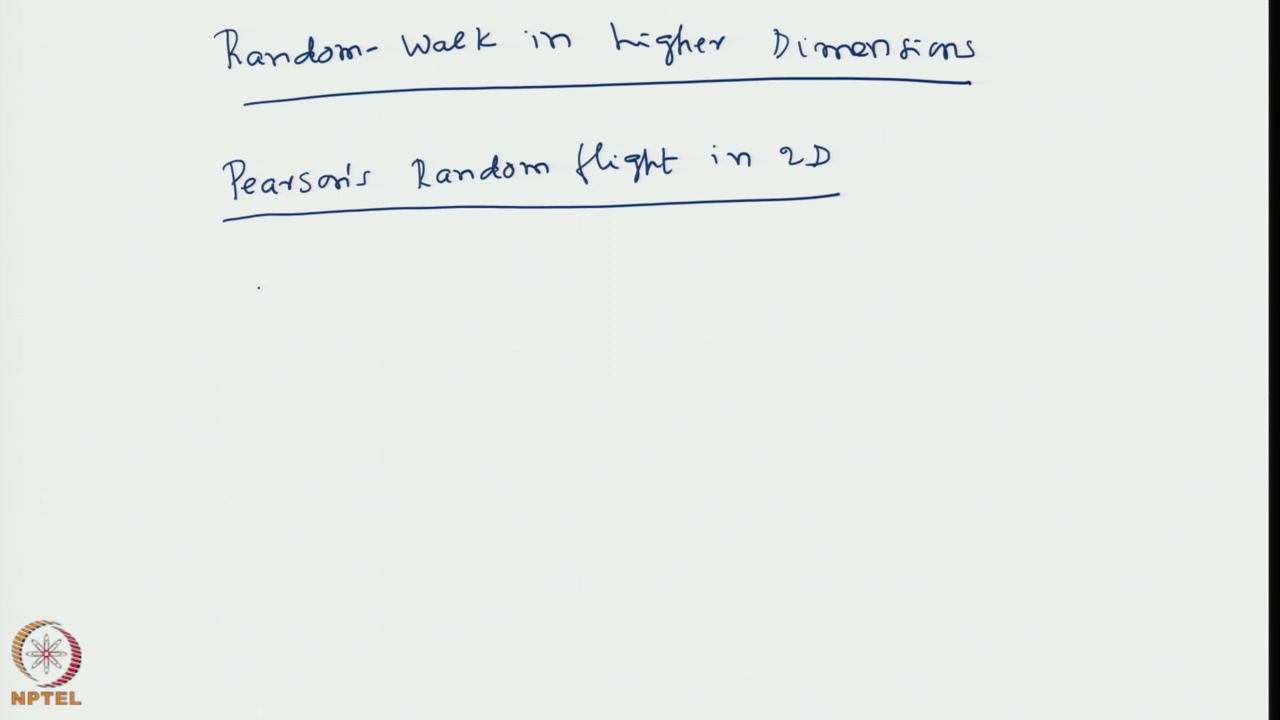 Random-Walk in higher Dimensions
Pearson's Random flight in 2D
NPTEL